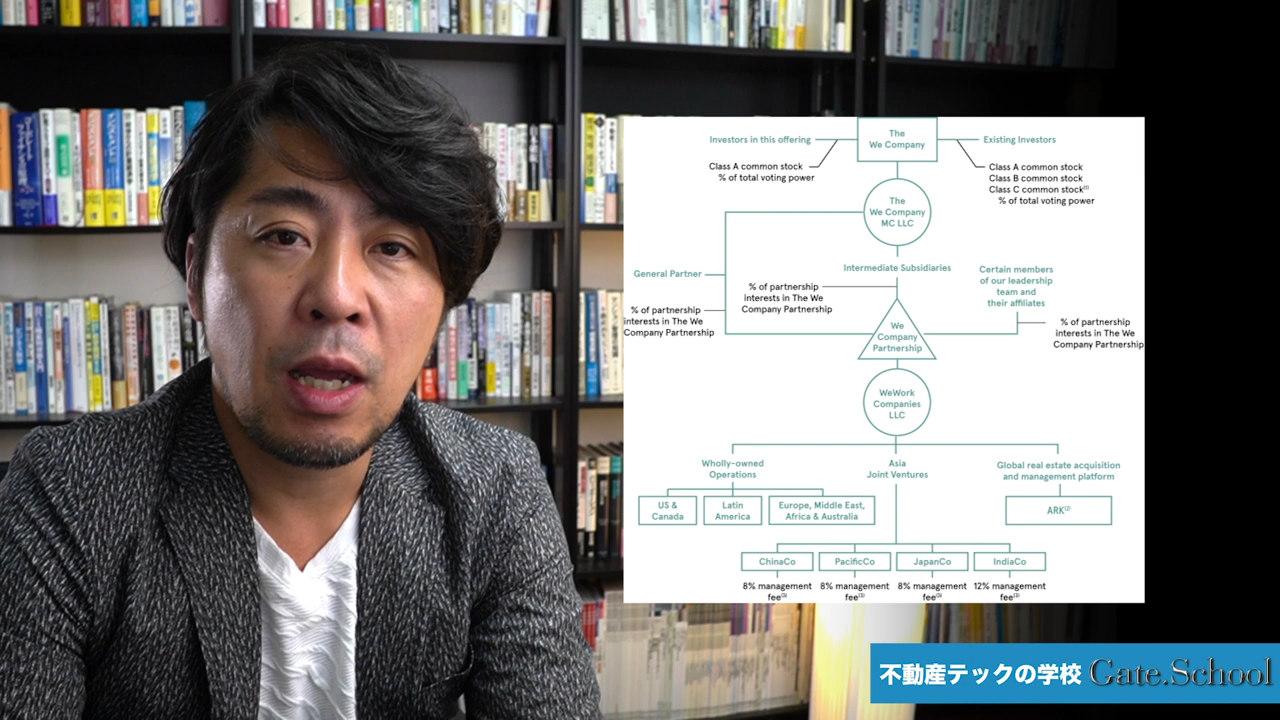 Investors in this offering
The
We Company
Existing Investors
Class A common stock
% of total voting power
Class A common stock
Class B common stock
Class C common stock(1)
% of total voting power
The
We Company
MC LLC
General Partner
Intermediate Subsidiaries
Certain members
of our leadership
team and
their affiliates
% of partnership
interests in The We
Company Partnership
% of partnership
interests in The We
Company Partnership
% of partnership
interests in The We
Company Partnership
We
Company
Partnership
WeWork
Companies
LLC
Wholly-owned
Operations
Asia
Joint Ventures
Global real estate acquisition
and management platform
US &
Canada
Latin
America
Europe, Middle East,
Africa & Australia
ARK(2)
ChinaCo
PacificCo
JapanCo
IndiaCo
8% management
fee(3)
8% management
fee(3)
8% management
fee(3)
12% management
fee(3)
不動産テックの学校 Gate.School